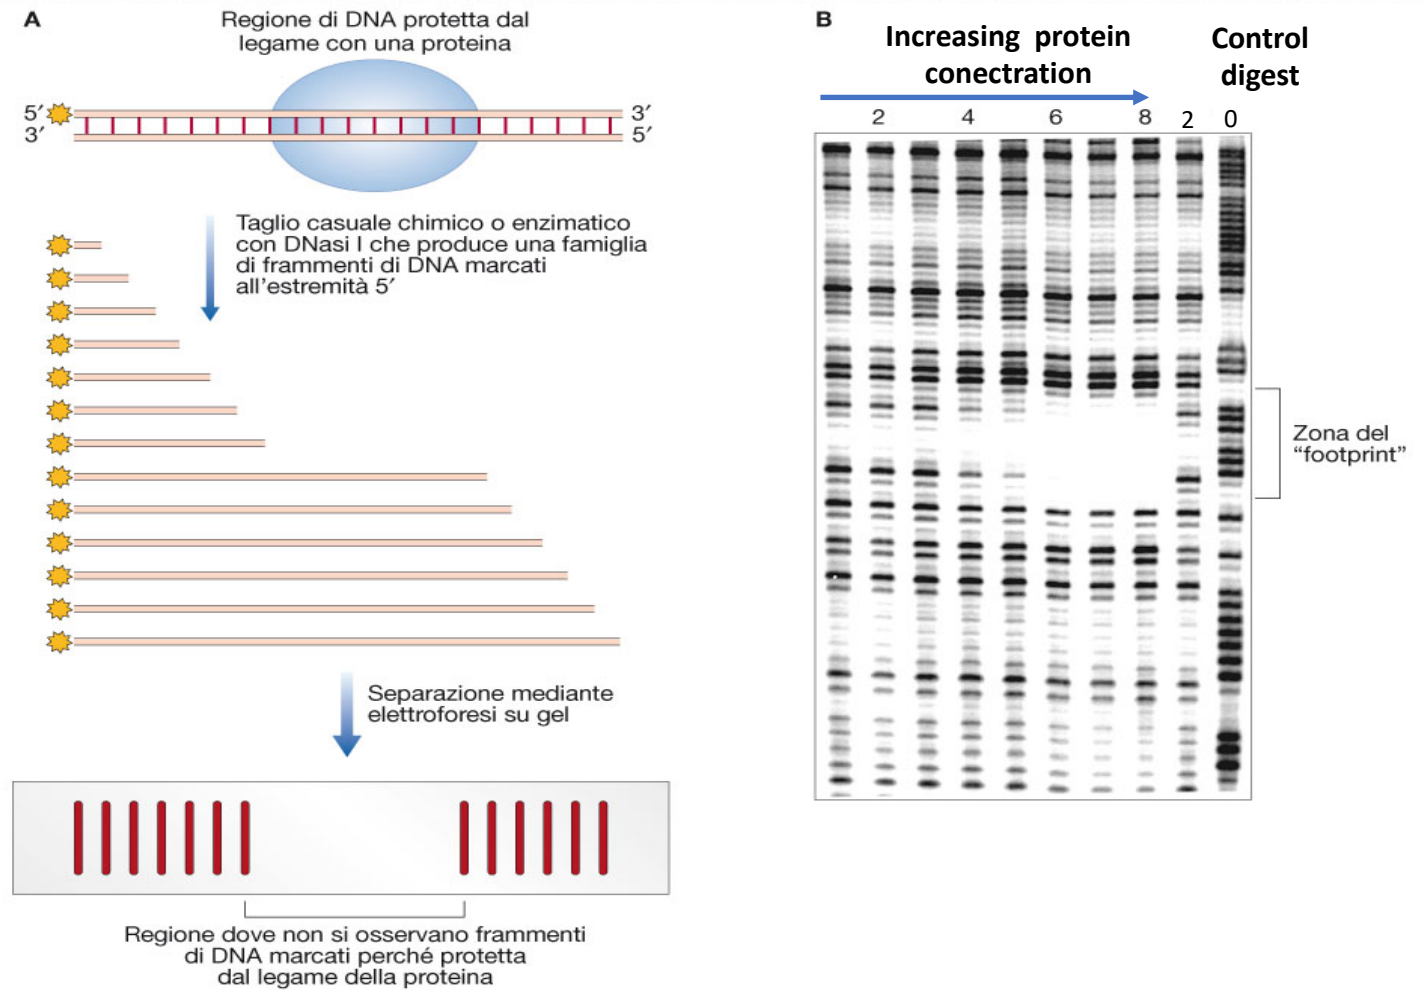 A
Regione di DNA protetta dal
legame con una proteina
5′
3′
3′
5′
Taglio casuale chimico o enzimatico
con DNasi I che produce una famiglia
di frammenti di DNA marcati
all'estremità 5′
Separazione mediante
elettroforesi su gel
Regione dove non si osservano frammenti
di DNA marcati perché protetta
dal legame della proteina
B
Increasing protein
conectration
Control
digest
2 4 6 8 2 0
Zona del
“footprint”